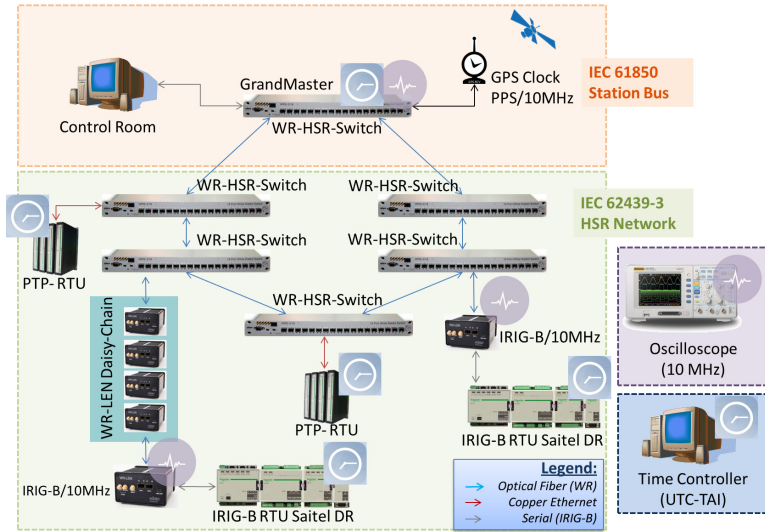 IEC 61850
Station Bus
GrandMaster
GPS Clock
PPS/10MHz
Control Room
WR-HSR-Switch
WR-HSR-Switch
WR-HSR-Switch
IEC 62439-3
HSR Network
WR-HSR-Switch
WR-HSR-Switch
PTP- RTU
WR-HSR-Switch
IRIG-B/10MHz
Oscilloscope
(10 MHz)
WR-LEN Daisy-Chain
PTP- RTU
IRIG-B RTU Saitel DR
IRIG-B/10MHz
IRIG-B RTU Saitel DR
Legend:
Optical Fiber (WR)
Copper Ethernet
Serial (IRIG-B)
Time Controller
(UTC-TAI)